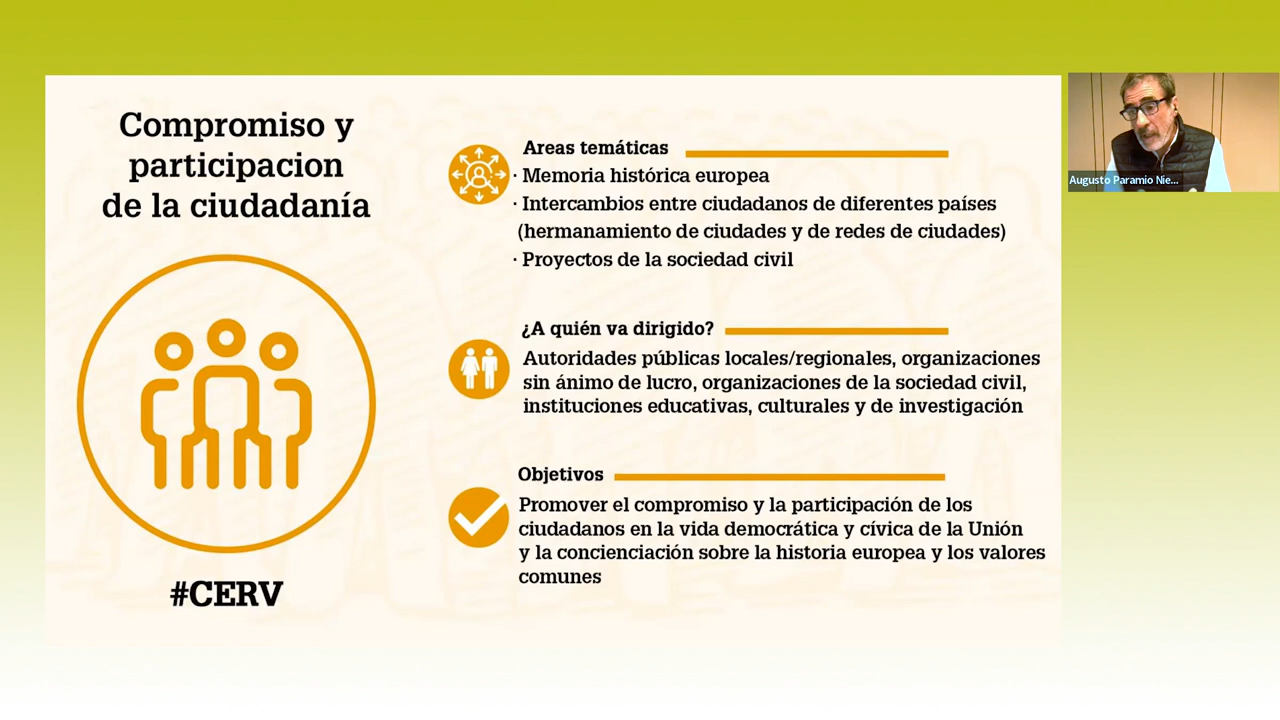 Compromiso y
participacion
de la ciudadanía
#CERV
Areas temáticas
· Memoria histórica europea
· Intercambios entre ciudadanos de diferentes países
(hermanamiento de ciudades y de redes de ciudades)
· Proyectos de la sociedad civil
¿A quién va dirigido?
Autoridades públicas locales/regionales, organizaciones
sin ánimo de lucro, organizaciones de la sociedad civil,
instituciones educativas, culturales y de investigación
Objetivos
Promover el compromiso y la participación de los
ciudadanos en la vida democrática y cívica de la Unión
y la concienciación sobre la historia europea y los valores
comunes
Augusto Paramio Nie...